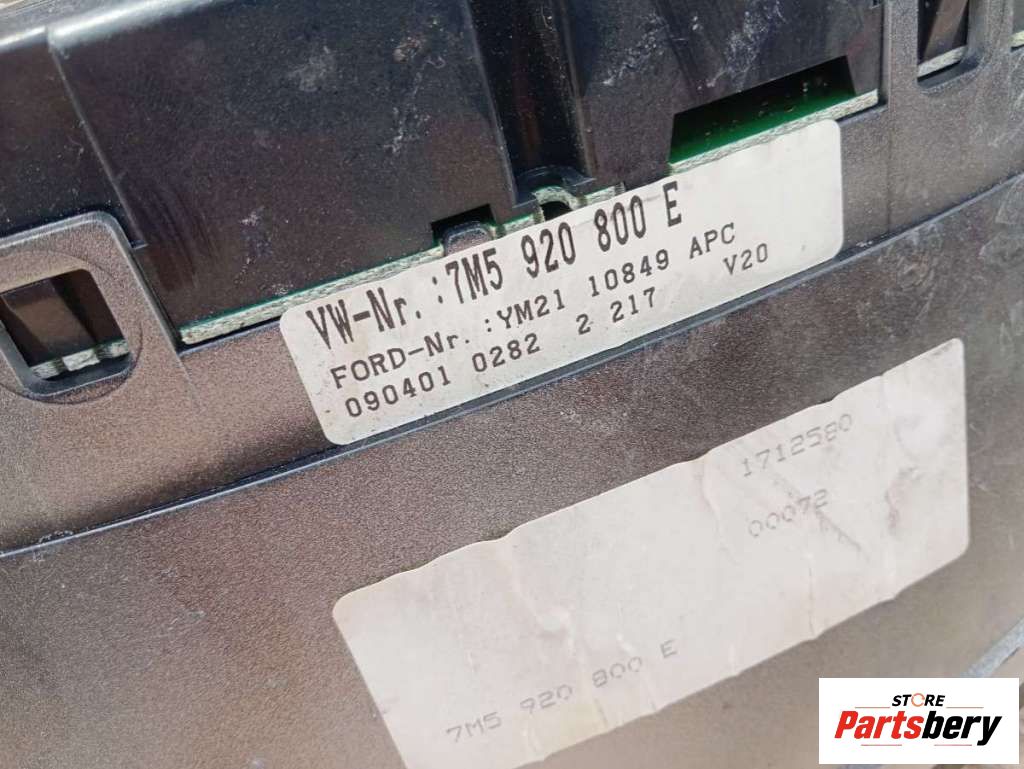 VW-Nr. :7M5 920 800 E
FORD-Nr. :YM21 10849 APC
090401 0282 2 217 V20
1712580
00072
7M5 920 800 E
STORE
Partsbery